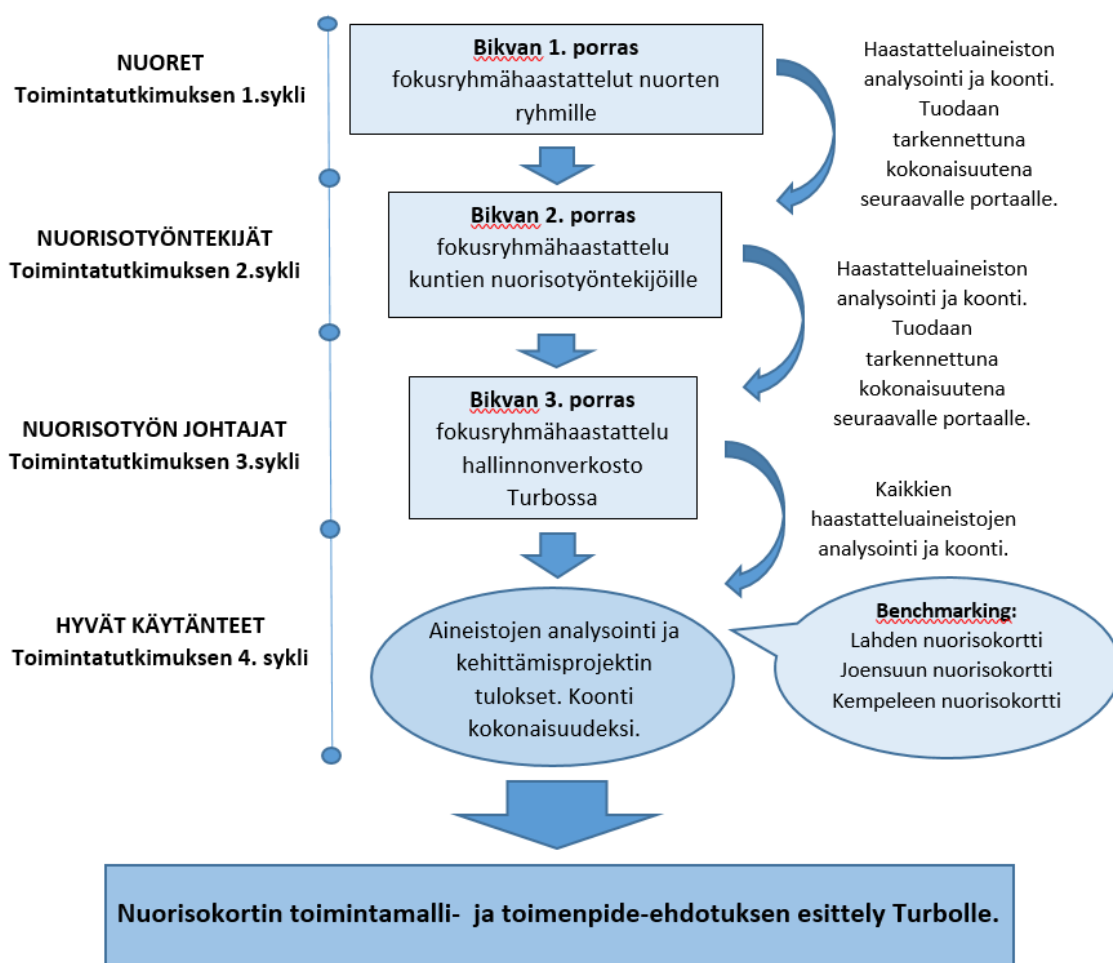 NUORET
Toimintatutkimuksen 1.sykli
Bikvan 1. porras
fokusryhmähaastattelut nuorten
ryhmille
Haastatteluaineiston
analysointi ja koonti.
Tuodaan
tarkennettuna
kokonaisuutena
seuraavalle portaalle.
NUORISOTYÖNTEKIJÄT
Toimintatutkimuksen 2.sykli
Bikvan 2. porras
fokusryhmähaastattelu
kuntien nuorisotyöntekijöille
Haastatteluaineiston
analysointi ja koonti.
Tuodaan
tarkennettuna
kokonaisuutena
seuraavalle portaalle.
NUORISOTYÖN JOHTAJAT
Toimintatutkimuksen 3.sykli
Bikvan 3. porras
fokusryhmähaastattelu
hallinnonverkosto
Turbossa
Kaikkien
haastatteluaineistojen
analysointi ja koonti.
HYVÄT KÄYTÄNTEET
Toimintatutkimuksen 4. sykli
Aineistojen analysointi ja
kehittämisprojektin
tulokset. Koonti
kokonaisuudeksi.
Benchmarking:
Lahden nuorisokortti
Joensuun nuorisokortti
Kempeleen nuorisokortti
Nuorisokortin toimintamalli- ja toimenpide-ehdotuksen esittely Turbolle.